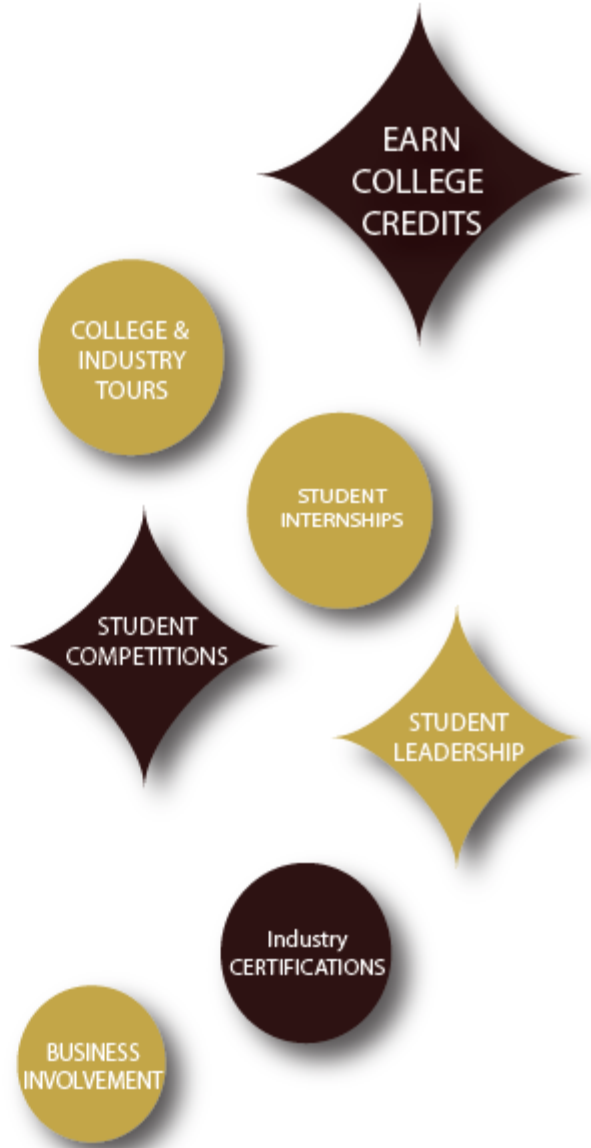 EARN
COLLEGE
CREDITS
COLLEGE &
INDUSTRY
TOURS
STUDENT
INTERNSHIPS
STUDENT
COMPETITIONS
STUDENT
LEADERSHIP
Industry
CERTIFICATIONS
BUSINESS
INVOLVEMENT